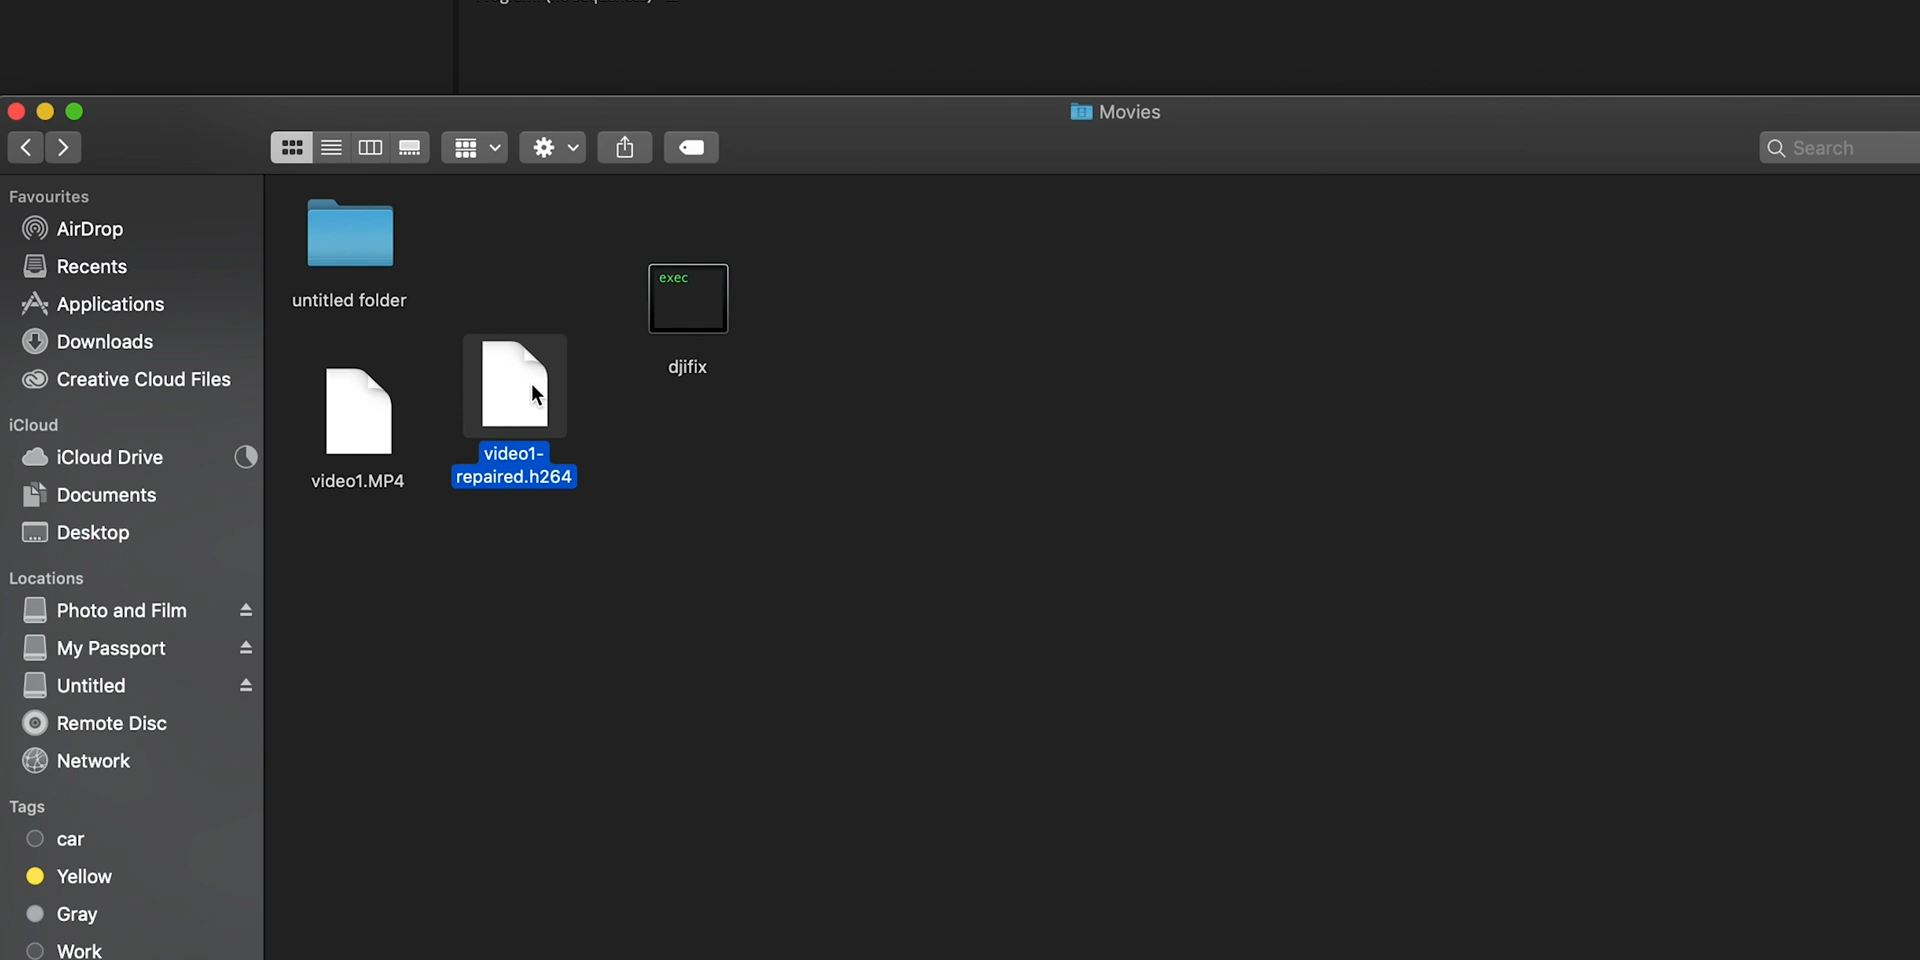 Movies
Search
Favourites
AirDrop
Recents
Applications
Downloads
Creative Cloud Files
iCloud
iCloud Drive
Documents
Desktop
Locations
Photo and Film
My Passport
Untitled
Remote Disc
Network
Tags
car
Yellow
Gray
Work
untitled folder
exec
djifix
video1.MP4
video1-
repaired.h264